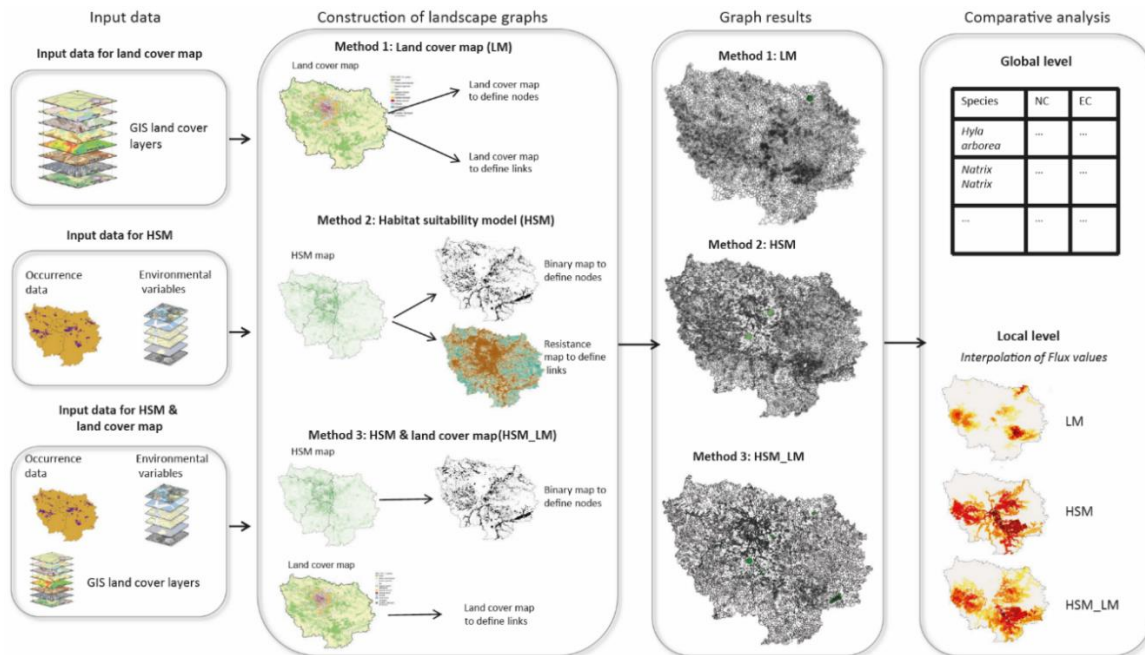 Input data
Input data for land cover map
GIS land cover
layers
Input data for HSM
Occurrence
data
Environmental
variables
Input data for HSM &
land cover map
Occurrence
data
Environmental
variables
GIS land cover layers
Construction of landscape graphs
Method 1: Land cover map (LM)
Land cover map
Land cover map
to define nodes
Land cover map
to define links
Method 2: Habitat suitability model (HSM)
HSM map
Binary map to
define nodes
Resistance
map to define
links
Method 3: HSM & land cover map(HSM_LM)
HSM map
Binary map to
define nodes
Land cover map
Land cover map
to define links
Graph results
Method 1: LM
Method 2: HSM
Method 3: HSM_LM
Comparative analysis
Global level
Species NC EC
Hyla
arborea ... ...
Natrix
Natrix ... ...
... ... ...
Local level
Interpolation of Flux values
LM
HSM
HSM_LM